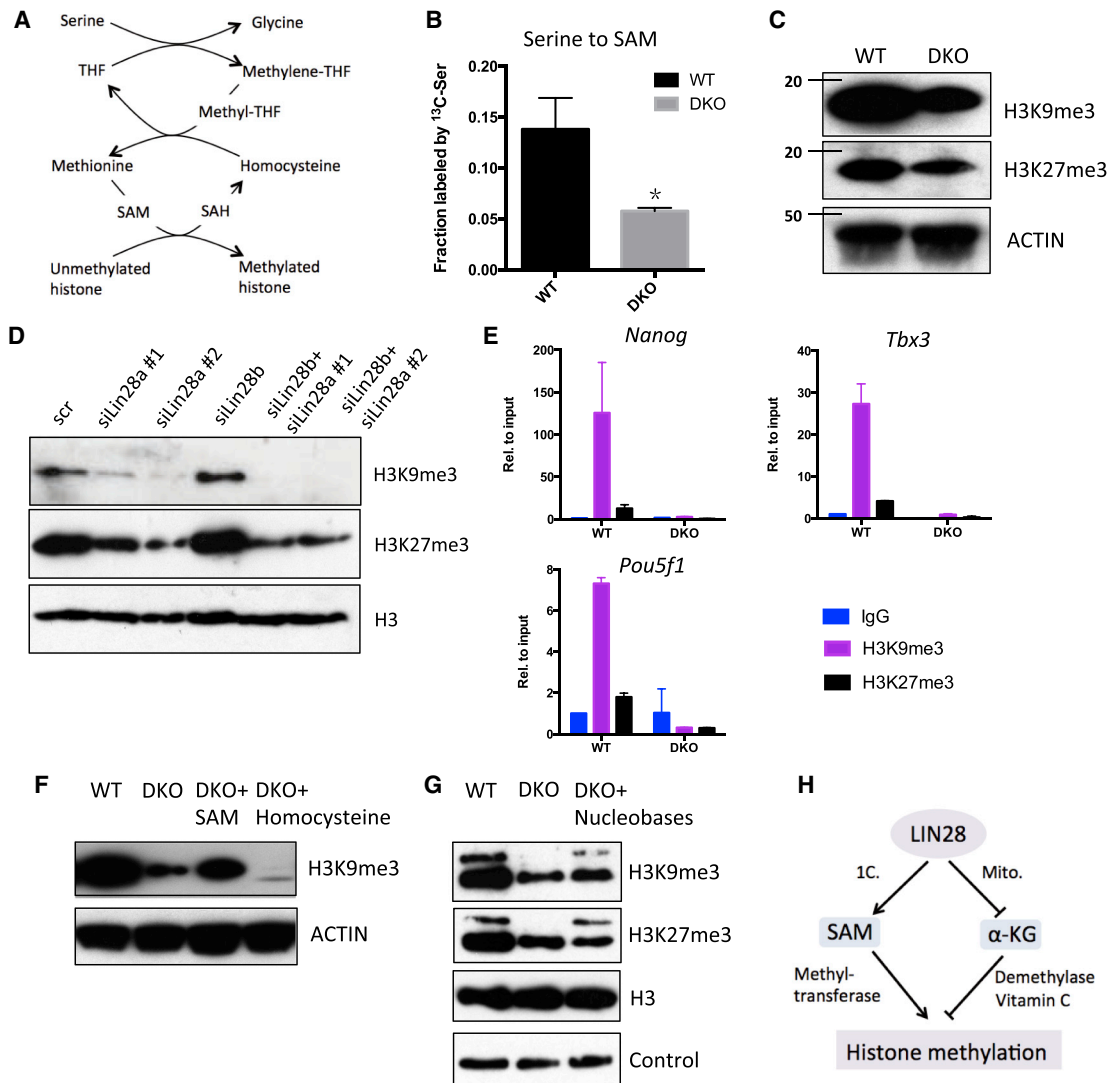 A
Serine
Glycine
THF
Methylene-THF
Methyl-THF
Methionine
Homocysteine
SAM
SAH
Unmethylated
histone
Methylated
histone
B
Serine to SAM
Fraction labeled by 13C-Ser
0.20
0.15
0.10
0.05
0.00
WT
DKO
*
WT
DKO
C
WT
DKO
20
H3K9me3
20
H3K27me3
50
ACTIN
D
scr
siLin28a #1
siLin28a #2
siLin28b
siLin28b+
siLin28a #1
siLin28b+
siLin28a #2
H3K9me3
H3K27me3
H3
E
Nanog
Rel. to input
200
150
100
50
0
WT
DKO
Tbx3
Rel. to input
40
30
20
10
0
WT
DKO
Pou5f1
Rel. to input
8
6
4
2
0
WT
DKO
IgG
H3K9me3
H3K27me3
F
WT
DKO
DKO+
SAM
DKO+
Homocysteine
H3K9me3
ACTIN
G
WT
DKO
DKO+
Nucleobases
H3K9me3
H3K27me3
H3
Control
H
LIN28
1C.
Mito.
SAM
α-KG
Methyl-
transferase
Demethylase
Vitamin C
Histone methylation